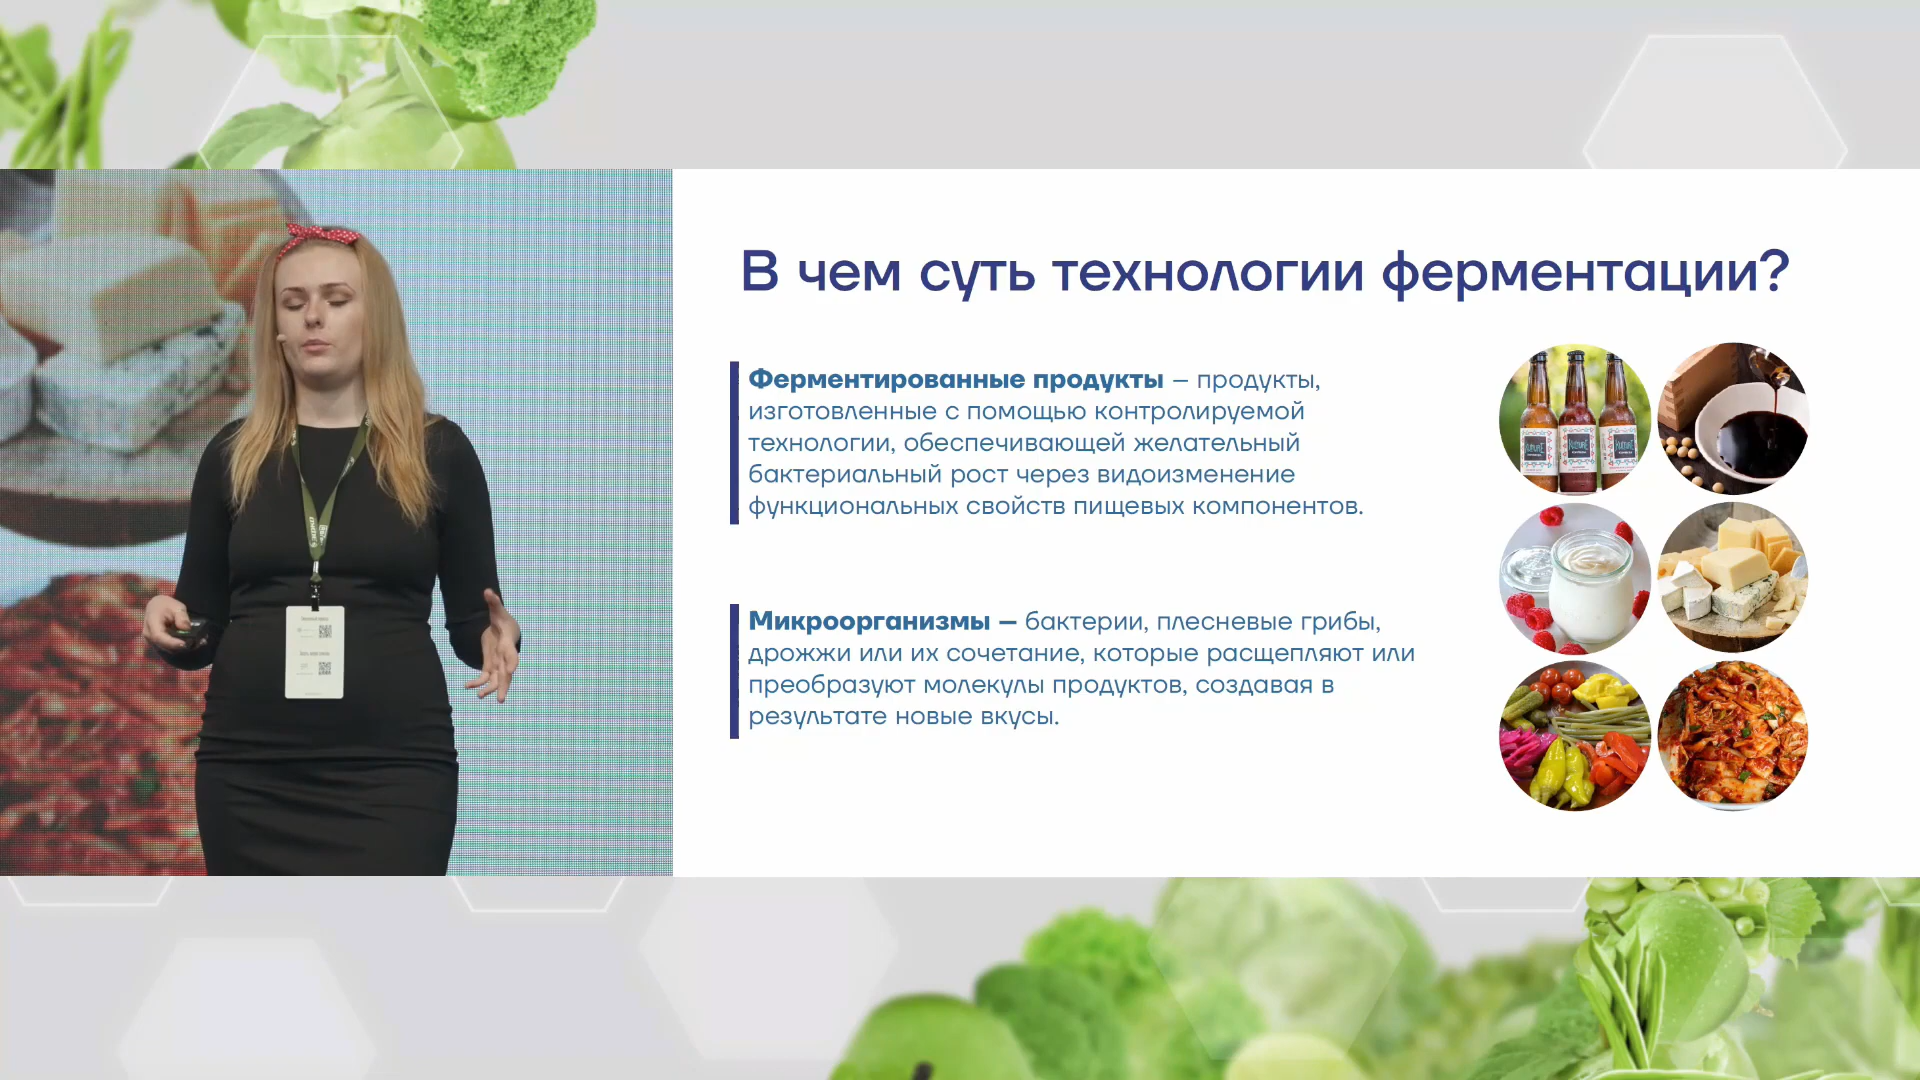 В чем суть технологии ферментации?
Ферментированные продукты – продукты,
изготовленные с помощью контролируемой
технологии, обеспечивающей желательный
бактериальный рост через видоизменение
функциональных свойств пищевых компонентов.
Микроорганизмы – бактерии, плесневые грибы,
дрожжи или их сочетание, которые расщепляют или
преобразуют молекулы продуктов, создавая в
результате новые вкусы.